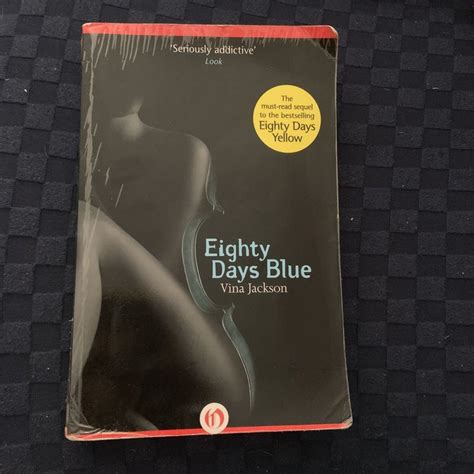 'Seriously addictive'
Look
The
must-read sequel
to the bestselling
Eighty Days
Yellow
Eighty
Days Blue
Vina Jackson